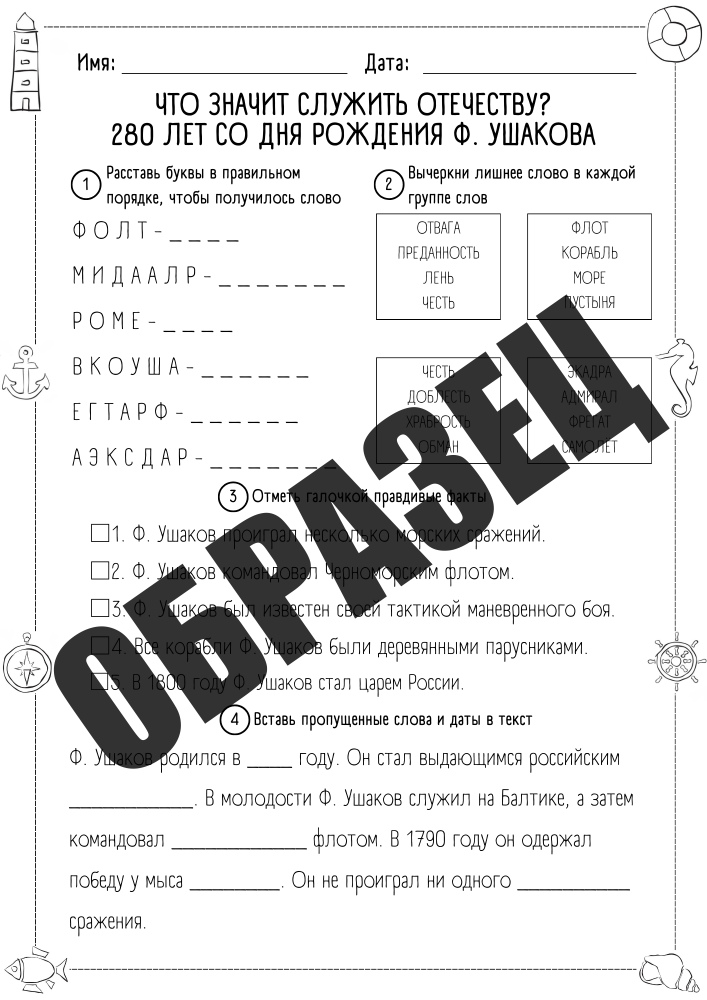 Имя: Дата:
ЧТО ЗНАЧИТ СЛУЖИТЬ ОТЕЧЕСТВУ?
280 ЛЕТ СО ДНЯ РОЖДЕНИЯ Ф. УШАКОВА
1 Расставь буквы в правильном
порядке, чтобы получилось слово
Ф О Л Т - _ _ _ _
М И Д А А Л Р - _ _ _ _ _ _ _
Р О М Е - _ _ _ _
В К О У Ш А - _ _ _ _ _ _
Е Г Т А Р Ф - _ _ _ _ _ _
А Э К С Д А Р - _ _ _ _ _ _ _
2 Вычеркни лишнее слово в каждой
группе слов
ОТВАГА
ПРЕДАННОСТЬ
ЛЕНЬ
ЧЕСТЬ
ФЛОТ
КОРАБЛЬ
МОРЕ
ПУСТЫНЯ
ЧЕСТЬ
ДОБЛЕСТЬ
ХРАБРОСТЬ
ОБМАН
ЭКАДРА
АДМИРАЛ
ФРЕГАТ
САМОЛЁТ
3 Отметь галочкой правдивые факты
1. Ф. Ушаков проиграл несколько морских сражений.
2. Ф. Ушаков командовал Черноморским флотом.
3. Ф. Ушаков был известен своей тактикой маневренного боя.
4. Все корабли Ф. Ушаков были деревянными парусниками.
5. В 1800 году Ф. Ушаков стал царем России.
4 Вставь пропущенные слова и даты в текст
Ф. Ушаков родился в ____ году. Он стал выдающимся российским
___________. В молодости Ф. Ушаков служил на Балтике, а затем
командовал ____________ флотом. В 1790 году он одержал
победу у мыса ________. Он не проиграл ни одного __________
сражения.
ОБРАЗЕЦ